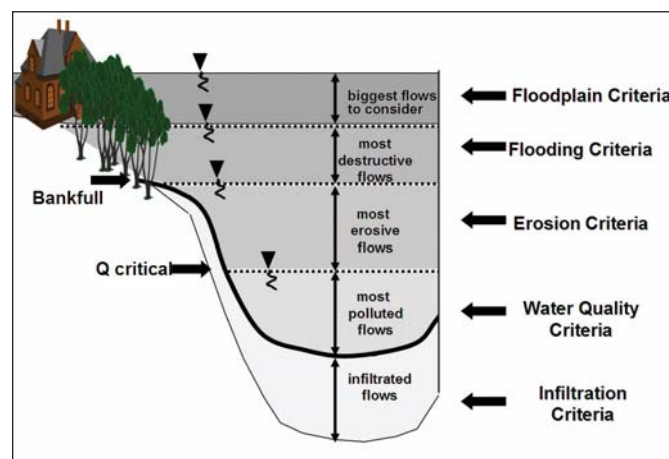 biggest flows
to consider
Floodplain Criteria
most
destructive
flows
Flooding Criteria
Bankfull
most
erosive
flows
Erosion Criteria
Q critical
most
polluted
flows
Water Quality
Criteria
infiltrated
flows
Infiltration
Criteria